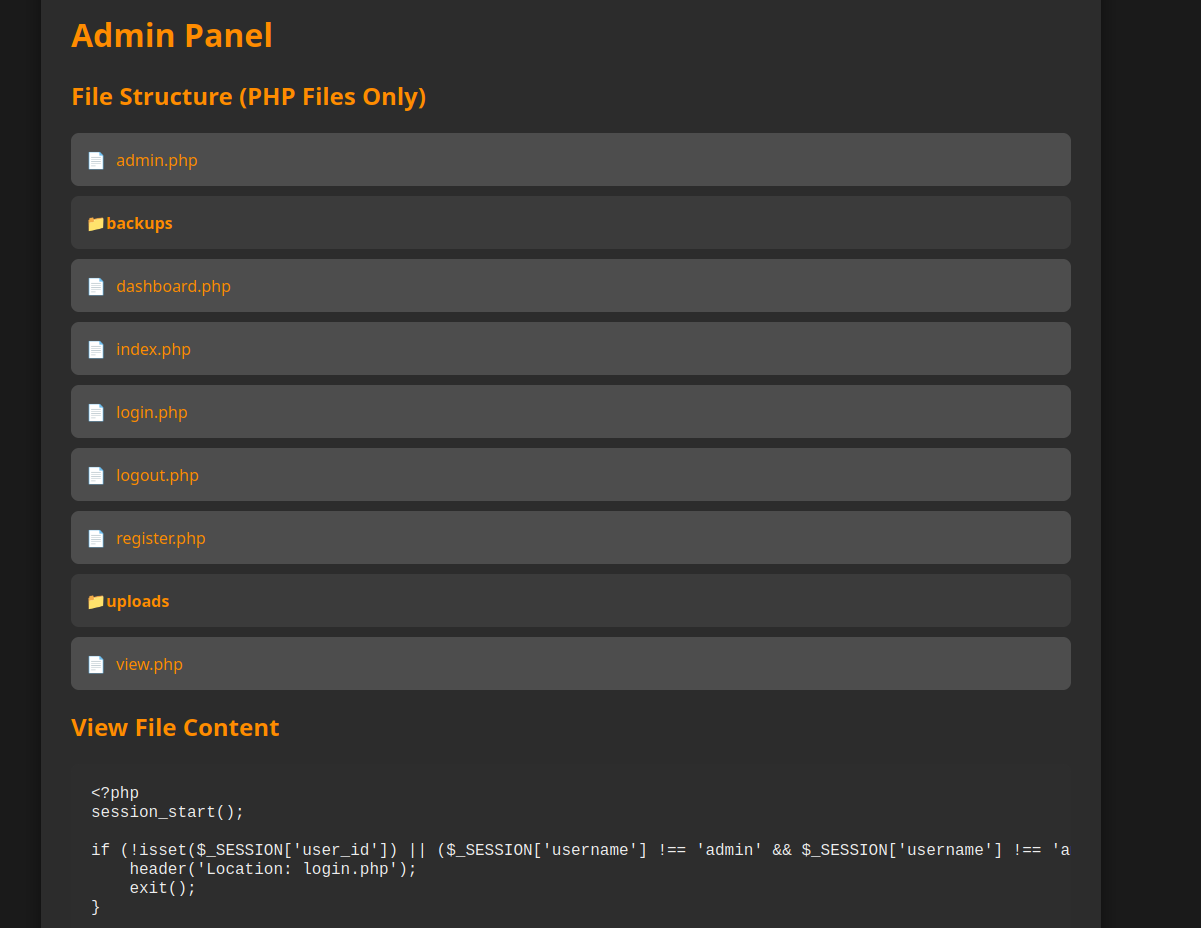 Admin Panel
File Structure (PHP Files Only)
admin.php
backups
dashboard.php
index.php
login.php
logout.php
register.php
uploads
view.php
View File Content
<?php
session_start();
if (!isset($_SESSION['user_id']) || ($_SESSION['username'] !== 'admin' && $_SESSION['username'] !== 'a
    header('Location: login.php');
    exit();
}